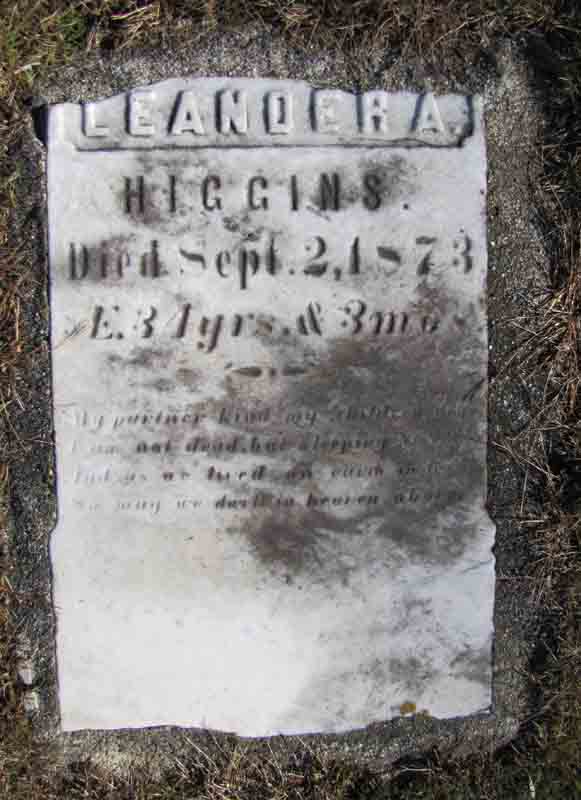 LEANDER A.
HIGGINS.
Died Sept. 2, 1873
Æ. 34 yrs. & 3 mos
My partner kind, my
I am not dead, but sleeping
And as we lived on earth in
So may we dwell in heaven above